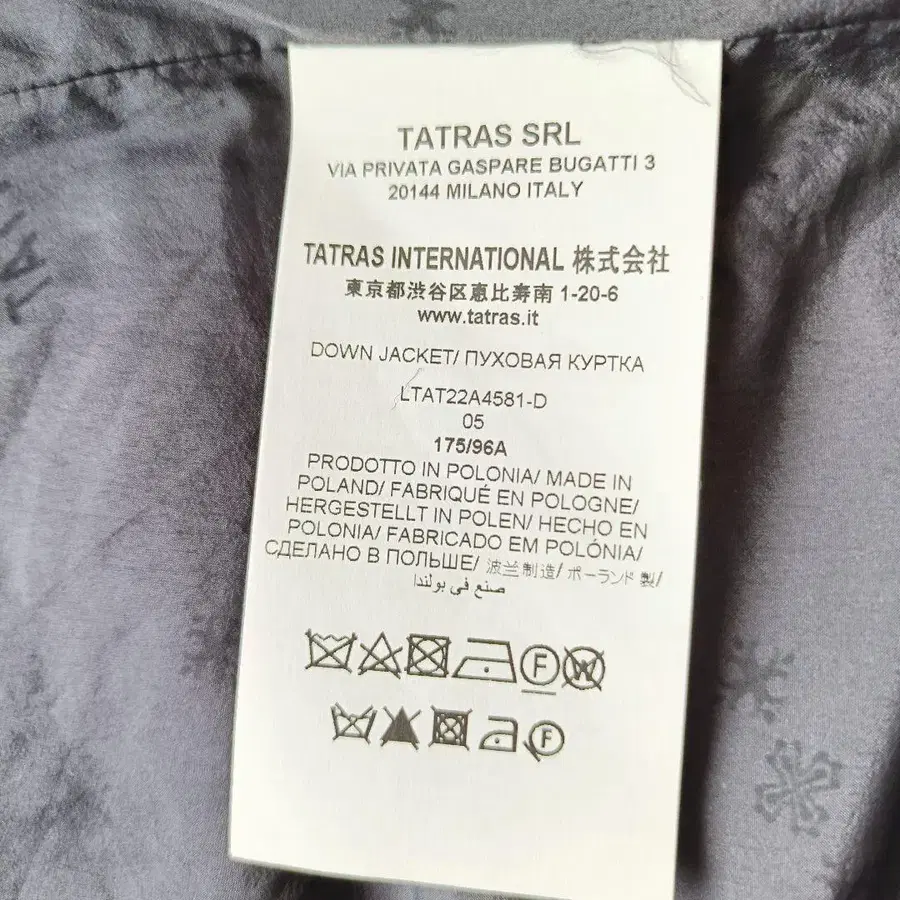 TATRAS SRL
VIA PRIVATA GASPARE BUGATTI 3
20144 MILANO ITALY
TATRAS INTERNATIONAL 株式会社
東京都渋谷区恵比寿南 1-20-6
www.tatras.it
DOWN JACKET/ ПУХОВАЯ КУРТКА
LTAT22A4581-D
05
175/96A
PRODOTTO IN POLONIA/ MADE IN
POLAND/ FABRIQUÉ EN POLOGNE/
HERGESTELLT IN POLEN/ HECHO EN
POLONIA/ FABRICADO EM POLÓNIA/
СДЕЛАНО В ПОЛЬШЕ/ 波兰制造/ ポーランド 製/
صنع في بولندا
F W
F